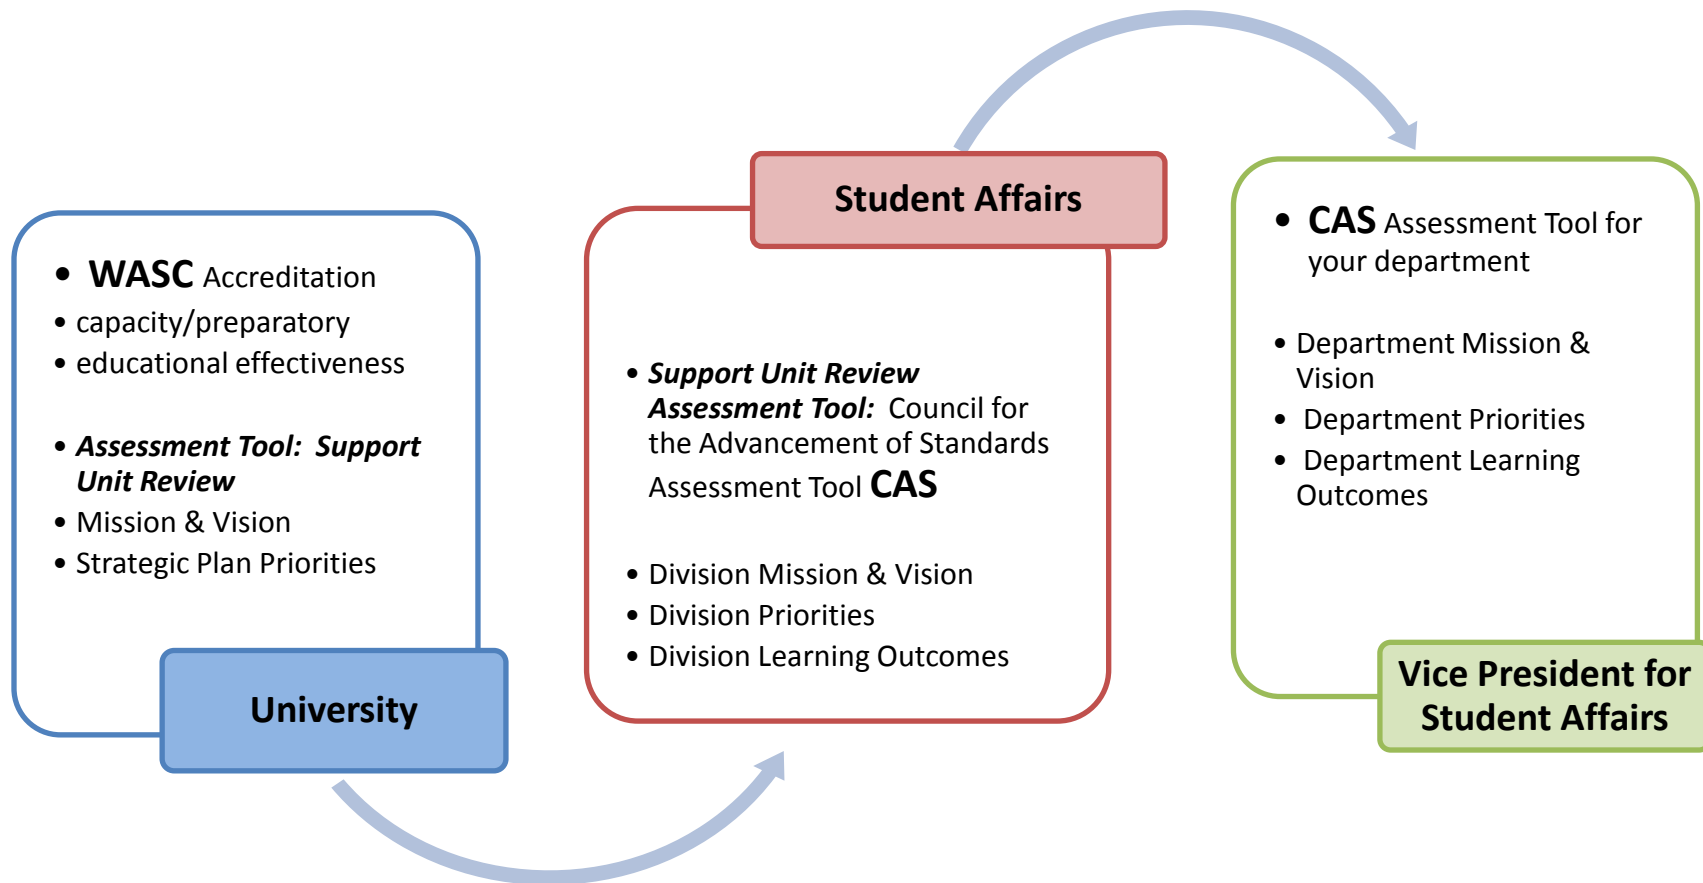 • WASC Accreditation
• capacity/preparatory
• educational effectiveness
• Assessment Tool: Support
Unit Review
• Mission & Vision
• Strategic Plan Priorities
University
Student Affairs
• Support Unit Review
Assessment Tool: Council for
the Advancement of Standards
Assessment Tool CAS
• Division Mission & Vision
• Division Priorities
• Division Learning Outcomes
• CAS Assessment Tool for
your department
• Department Mission &
Vision
• Department Priorities
• Department Learning
Outcomes
Vice President for
Student Affairs